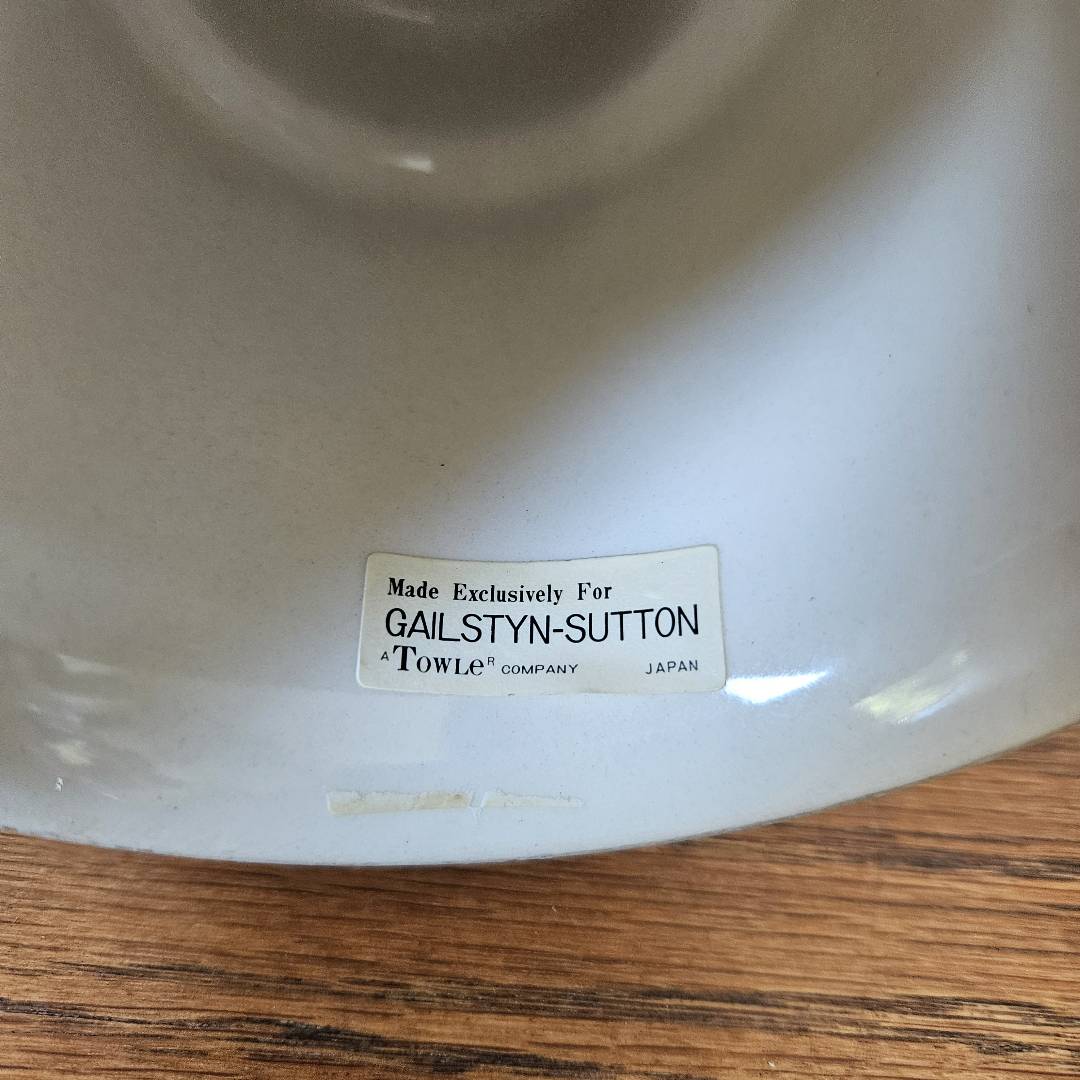 Made Exclusively For
GAILSTYN-SUTTON
A TOWLE R COMPANY JAPAN